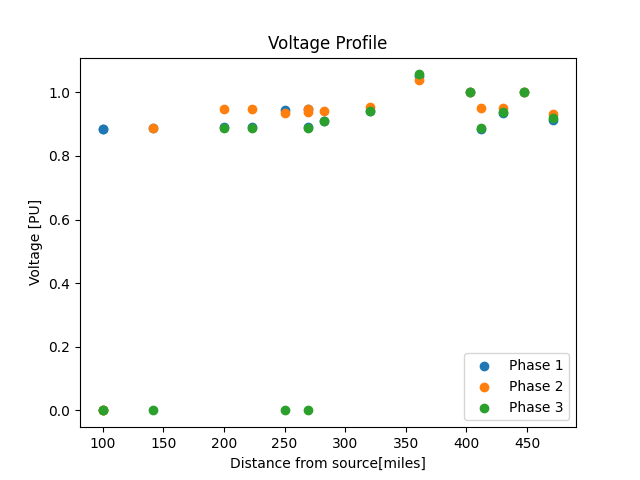 Voltage Profile
Voltage [PU]
1.0
0.8
0.6
0.4
0.2
0.0
100 150 200 250 300 350 400 450
Distance from source[miles]
Phase 1
Phase 2
Phase 3